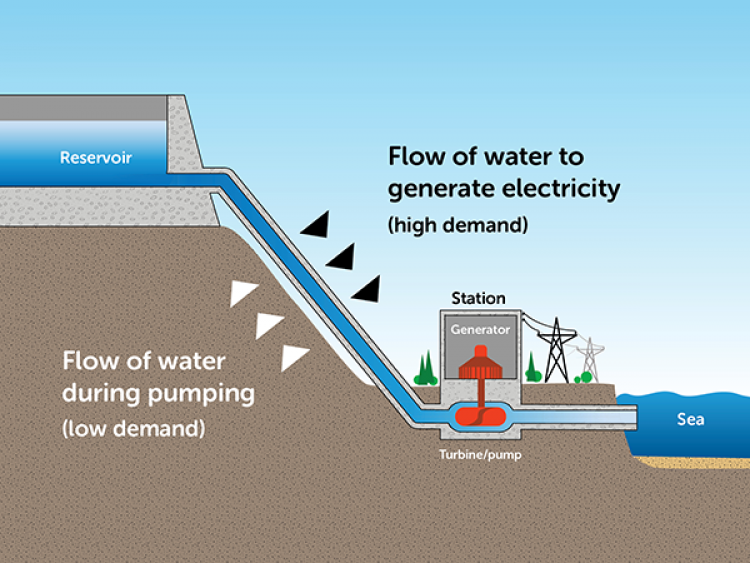 Reservoir
Flow of water to
generate electricity
(high demand)
Station
Generator
Flow of water
during pumping
(low demand)
Sea
Turbine/pump